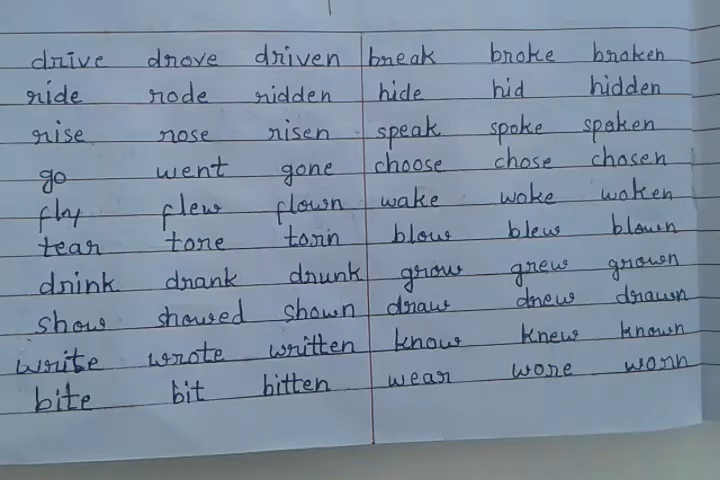 drive drove driven break broke broken
ride rode ridden hide hid hidden
rise rose risen speak spoke spoken
go went gone choose chose chosen
fly flew flown wake woke woken
tear tore torn blow blew blown
drink drank drunk grow grew grown
show showed shown draw drew drawn
write wrote written know knew known
bite bit bitten wear wore worn